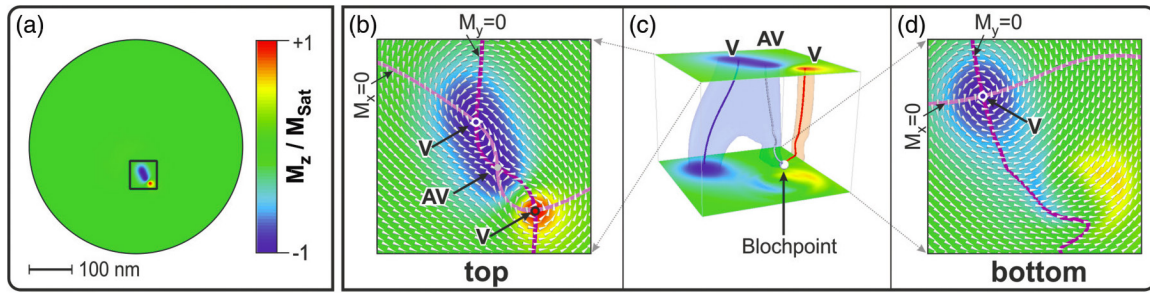 (a)
+1
M_z / M_Sat
-1
100 nm
(b)
M_y=0
M_x=0
V
AV
V
top
(c)
V
AV
V
Blochpoint
(d)
M_y=0
M_x=0
V
bottom